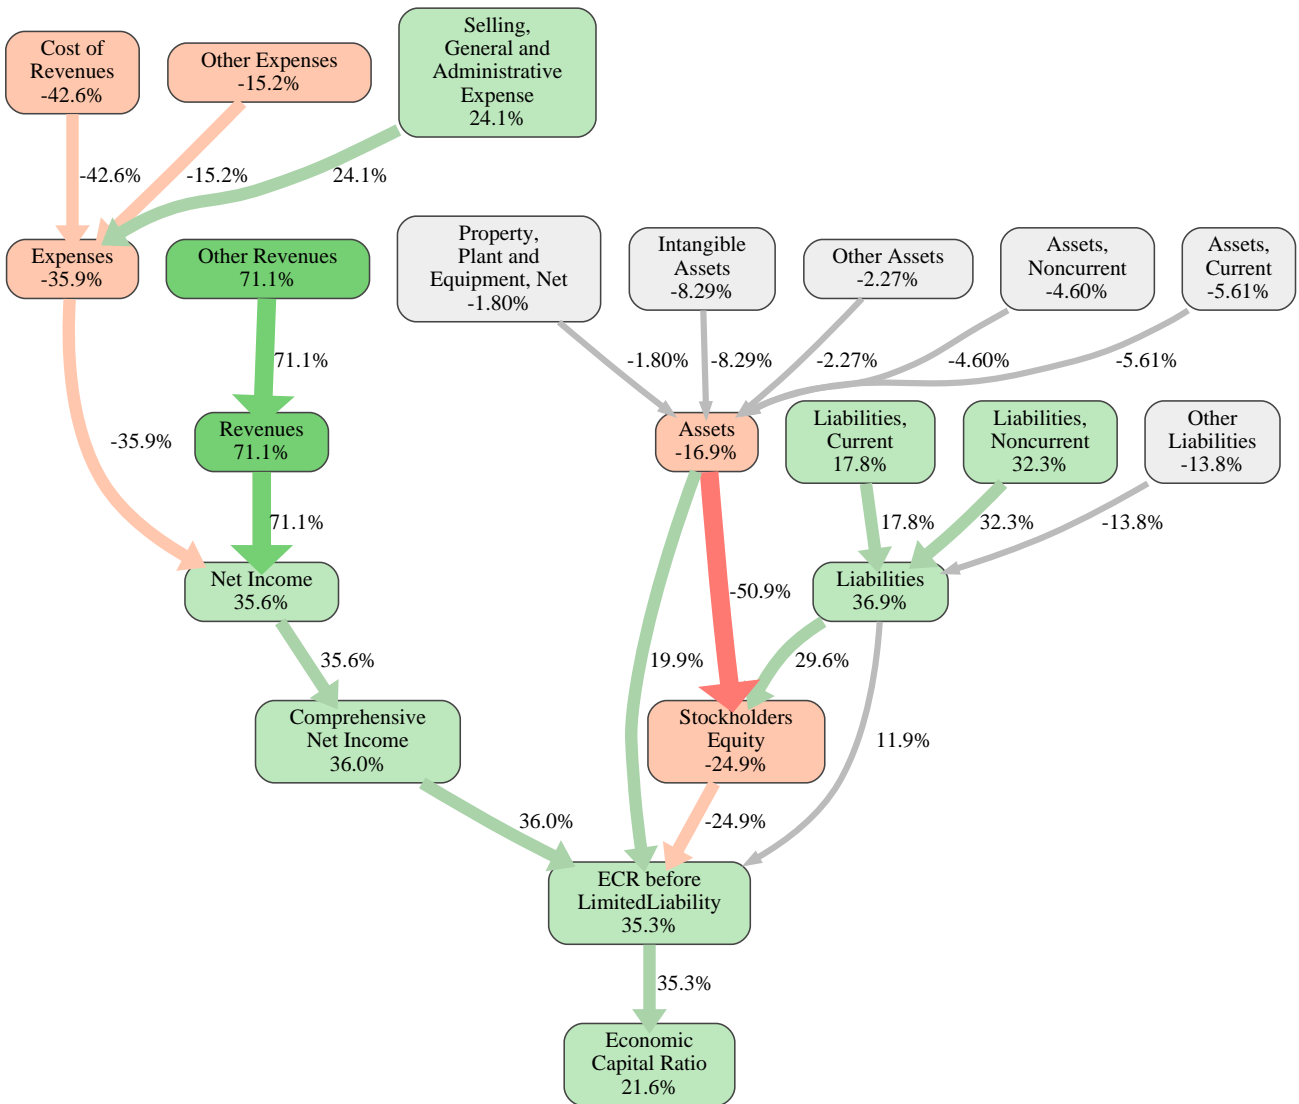 Cost of
Revenues
-42.6%
Other Expenses
-15.2%
Selling,
General and
Administrative
Expense
24.1%
-42.6%
-15.2%
24.1%
Expenses
-35.9%
Other Revenues
71.1%
Property,
Plant and
Equipment, Net
-1.80%
Intangible
Assets
-8.29%
Other Assets
-2.27%
Assets,
Noncurrent
-4.60%
Assets,
Current
-5.61%
71.1%
-1.80%
-8.29%
-2.27%
-4.60%
-5.61%
-35.9%
Revenues
71.1%
Assets
-16.9%
Liabilities,
Current
17.8%
Liabilities,
Noncurrent
32.3%
Other
Liabilities
-13.8%
71.1%
17.8%
32.3%
-13.8%
Net Income
35.6%
-50.9%
Liabilities
36.9%
35.6%
19.9%
29.6%
Comprehensive
Net Income
36.0%
Stockholders
Equity
-24.9%
11.9%
36.0%
-24.9%
ECR before
LimitedLiability
35.3%
35.3%
Economic
Capital Ratio
21.6%